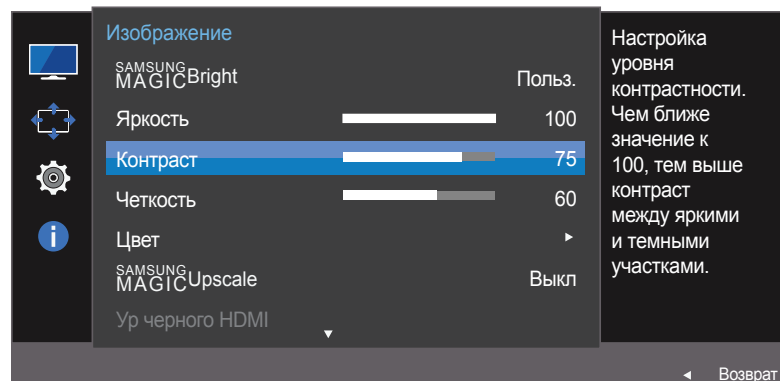 Изображение
SAMSUNG
MAGICBright Польз.
Яркость 100
Контраст 75
Четкость 60
Цвет
SAMSUNG
MAGICUpscale Выкл
Ур черного HDMI
Настройка
уровня
контрастности.
Чем ближе
значение к
100, тем выше
контраст
между яркими
и темными
участками.
Возврат